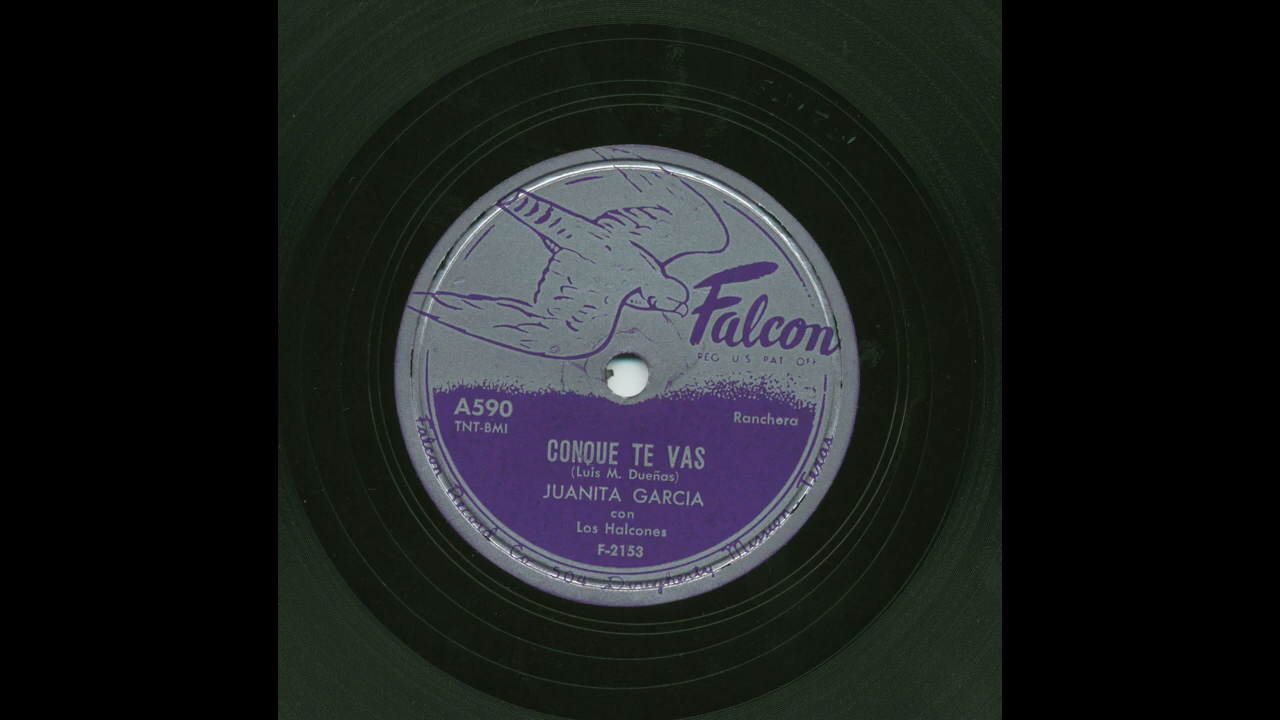 Falcon
REG. U.S. PAT. OFF.
A590
TNT-BMI
Ranchera
CONQUE TE VAS
(Luis M. Dueñas)
JUANITA GARCIA
con
Los Halcones
F-2153
Falcon Record Co. 504 Dougherty Mission, Texas